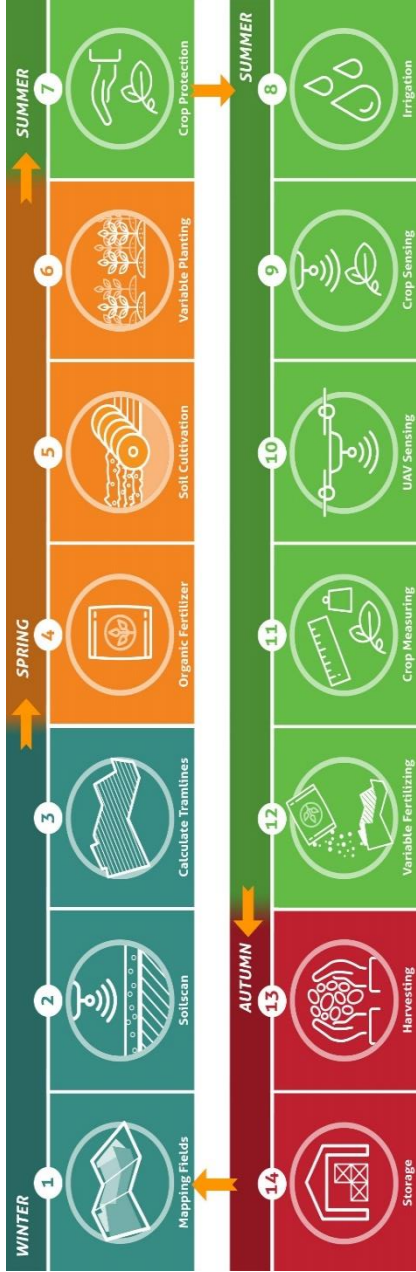 WINTER
SPRING
SUMMER
1
Mapping Fields
2
Soilscan
3
Calculate Tramlines
4
Organic Fertilizer
5
Soil Cultivation
6
Variable Planting
7
Crop Protection
SUMMER
8
Irrigation
9
Crop Sensing
10
UAV Sensing
11
Crop Measuring
12
Variable Fertilizing
AUTUMN
13
Harvesting
14
Storage